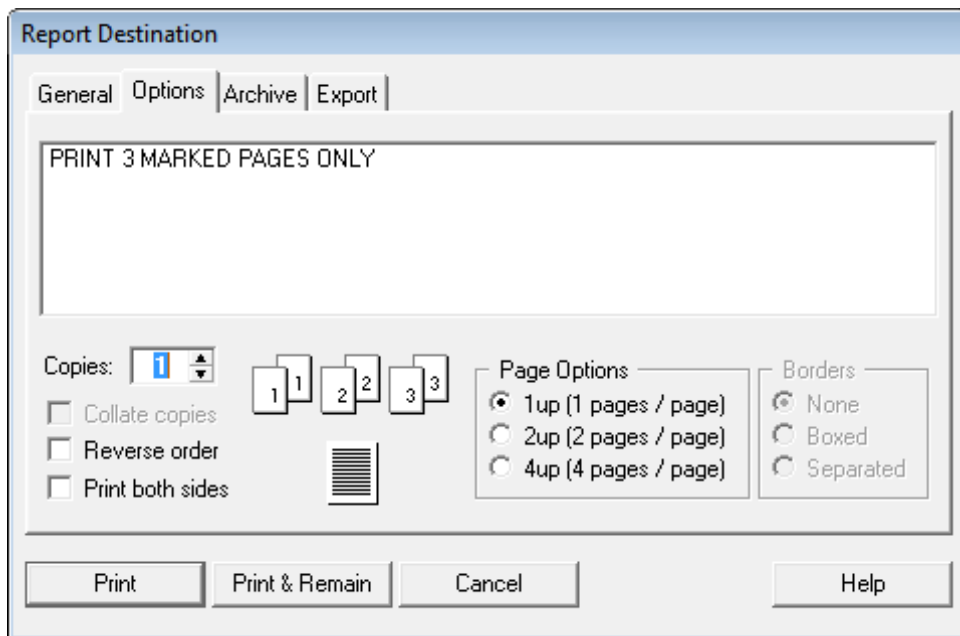 Report Destination
General Options Archive Export
PRINT 3 MARKED PAGES ONLY
Copies: 1
1 1 2 2 3 3
Collate copies
Reverse order
Print both sides
Page Options
1up (1 pages / page)
2up (2 pages / page)
4up (4 pages / page)
Borders
None
Boxed
Separated
Print Print & Remain Cancel Help